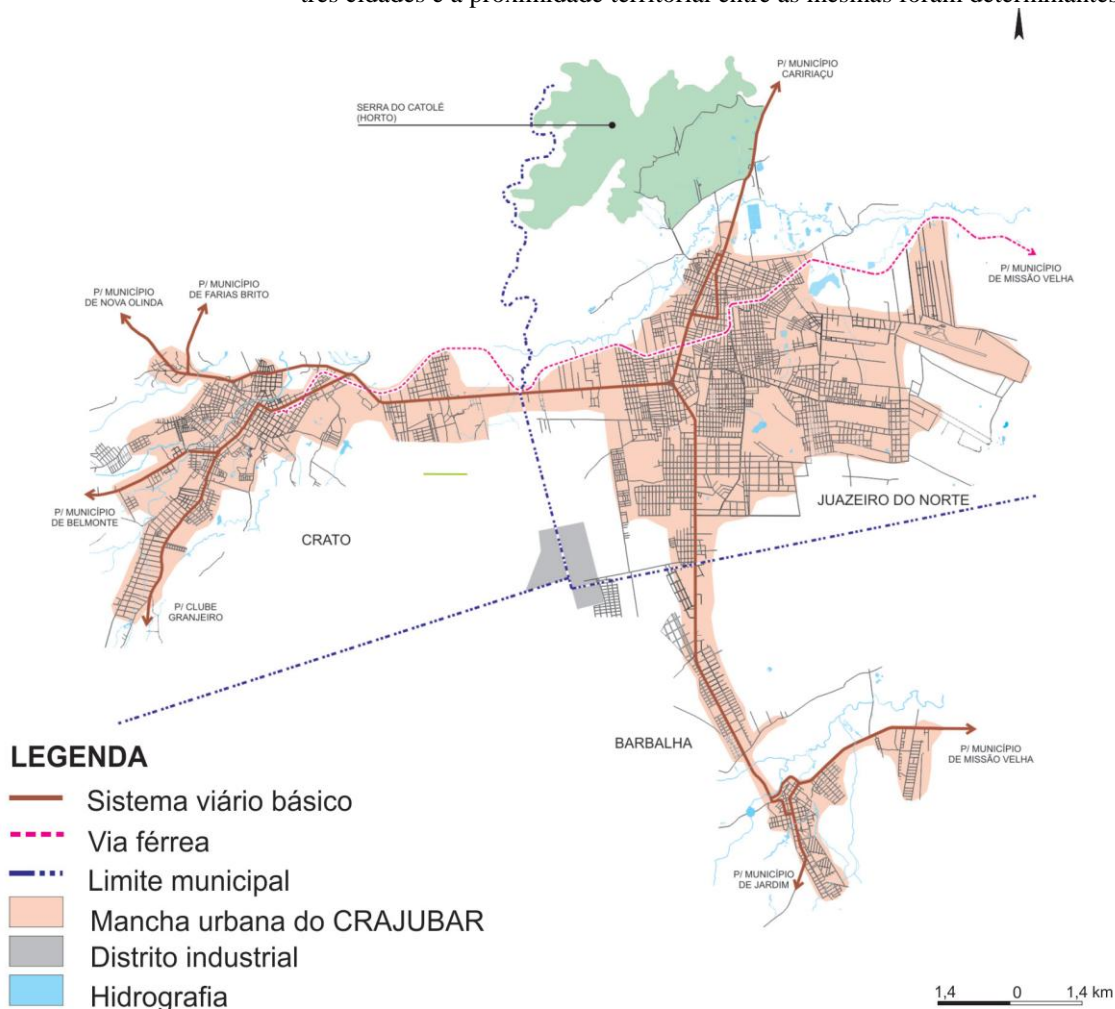 três cidades e a proximidade territorial entre as mesmas foram determinantes
P/ MUNICÍPIO
CARIRIAÇU
SERRA DO CATOLÉ
(HORTO)
P/ MUNICÍPIO
DE MISSÃO VELHA
P/ MUNICÍPIO
DE NOVA OLINDA
P/ MUNICÍPIO
DE FARIAS BRITO
JUAZEIRO DO NORTE
P/ MUNICÍPIO
DE BELMONTE
CRATO
P/ CLUBE
GRANJEIRO
BARBALHA
P/ MUNICÍPIO
DE MISSÃO VELHA
P/ MUNICÍPIO
DE JARDIM
LEGENDA
Sistema viário básico
Via férrea
Limite municipal
Mancha urbana do CRAJUBAR
Distrito industrial
Hidrografia
1,4 0 1,4 km